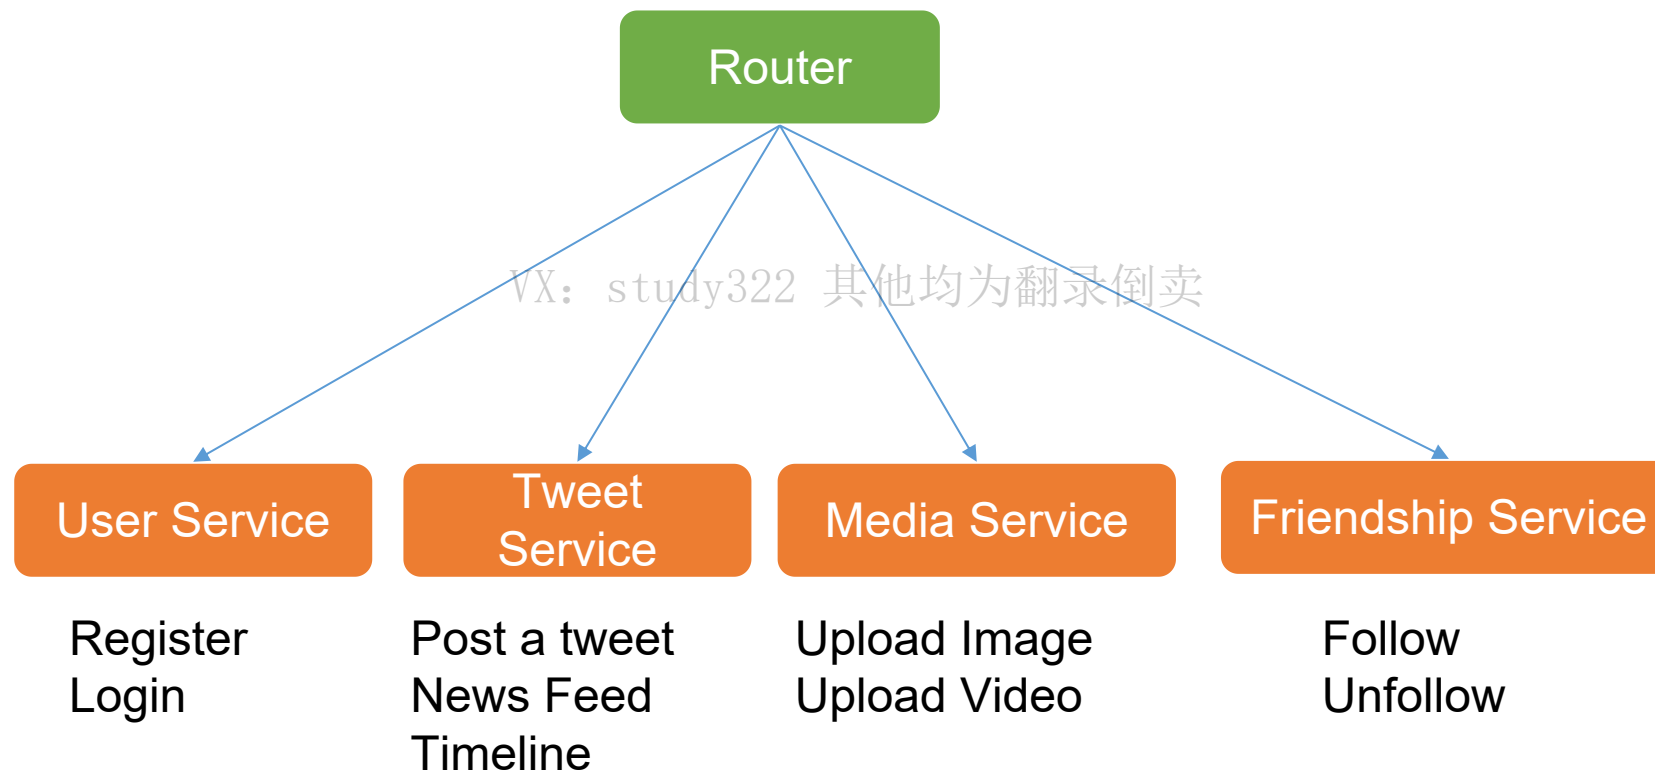 Router
VX: study322 其他均为翻录倒卖
User Service
Tweet
Service
Media Service
Friendship Service
Register
Login
Post a tweet
News Feed
Timeline
Upload Image
Upload Video
Follow
Unfollow